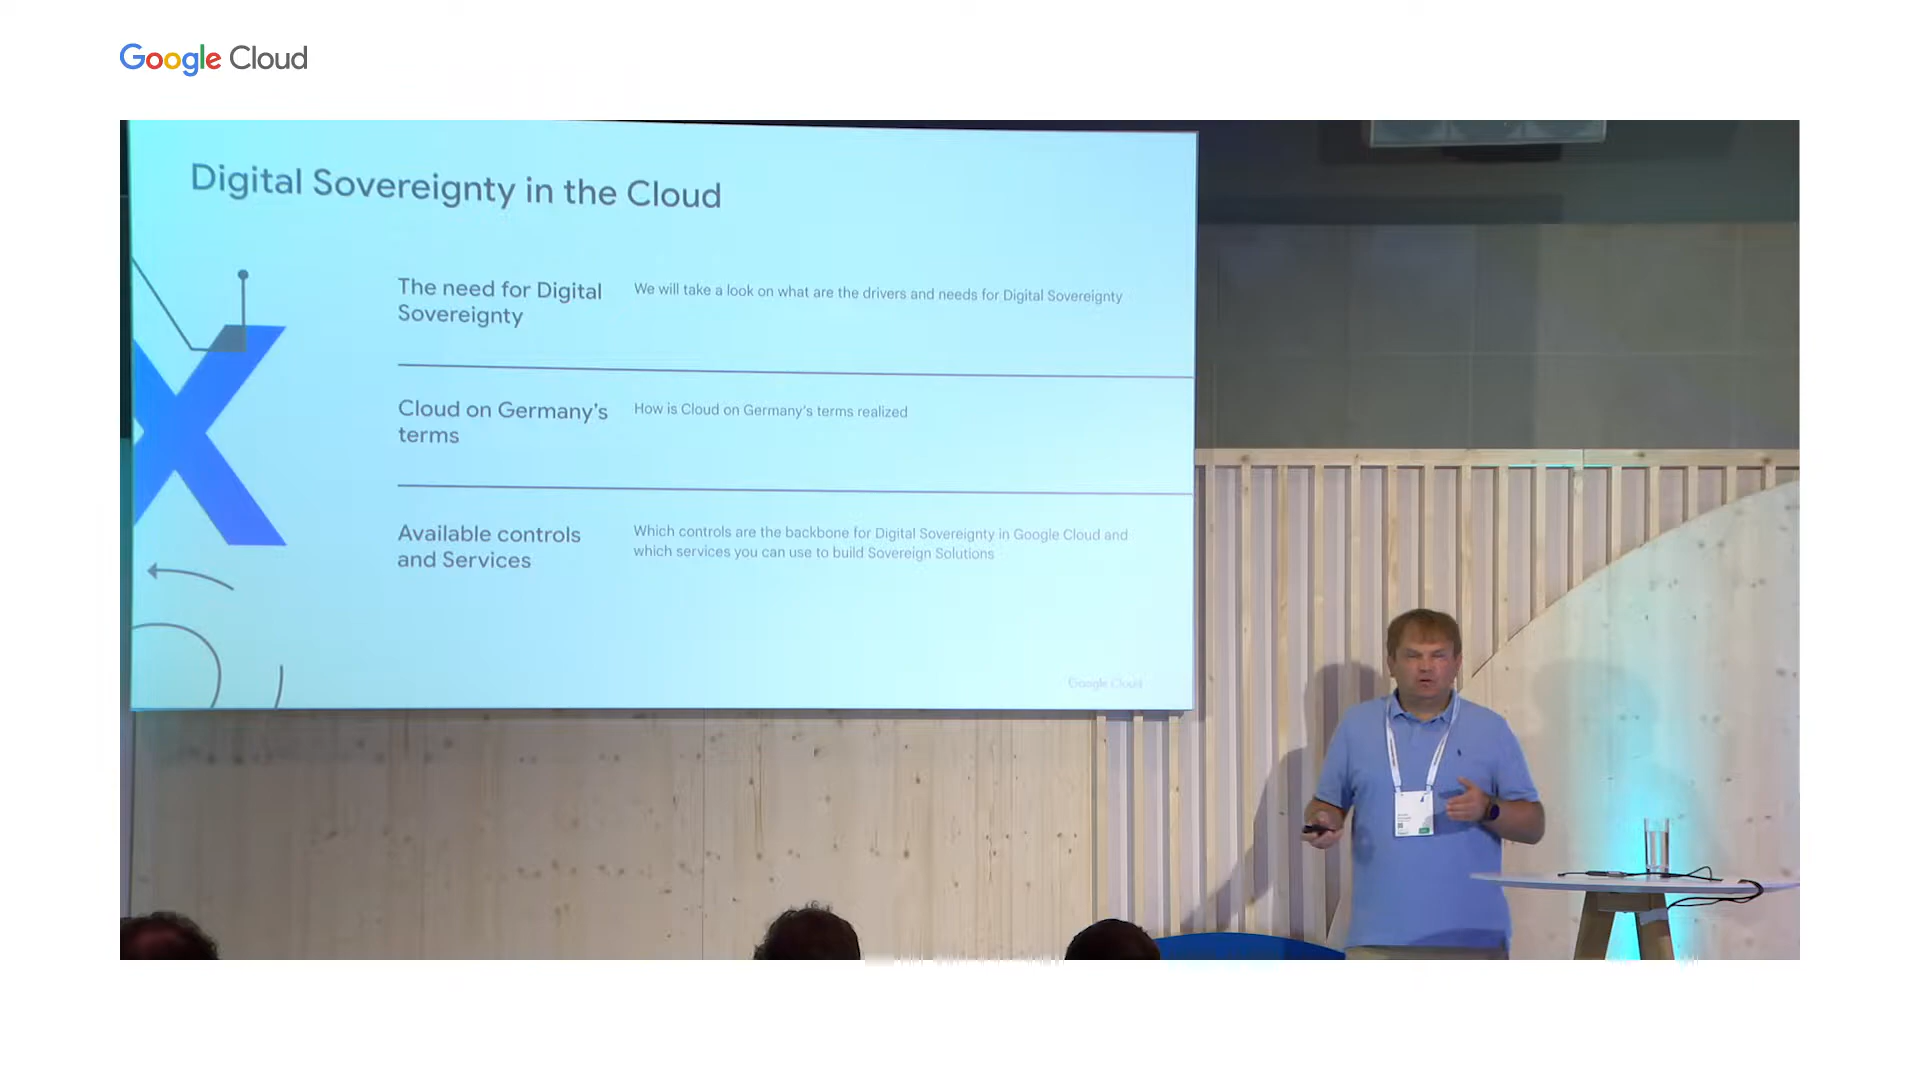 Google Cloud
Digital Sovereignty in the Cloud
The need for Digital
Sovereignty
We will take a look on what are the drivers and needs for Digital Sovereignty
Cloud on Germany's
terms
How is Cloud on Germany's terms realized
Available controls
and Services
Which controls are the backbone for Digital Sovereignty in Google Cloud and
which services you can use to build Sovereign Solutions
Google Cloud